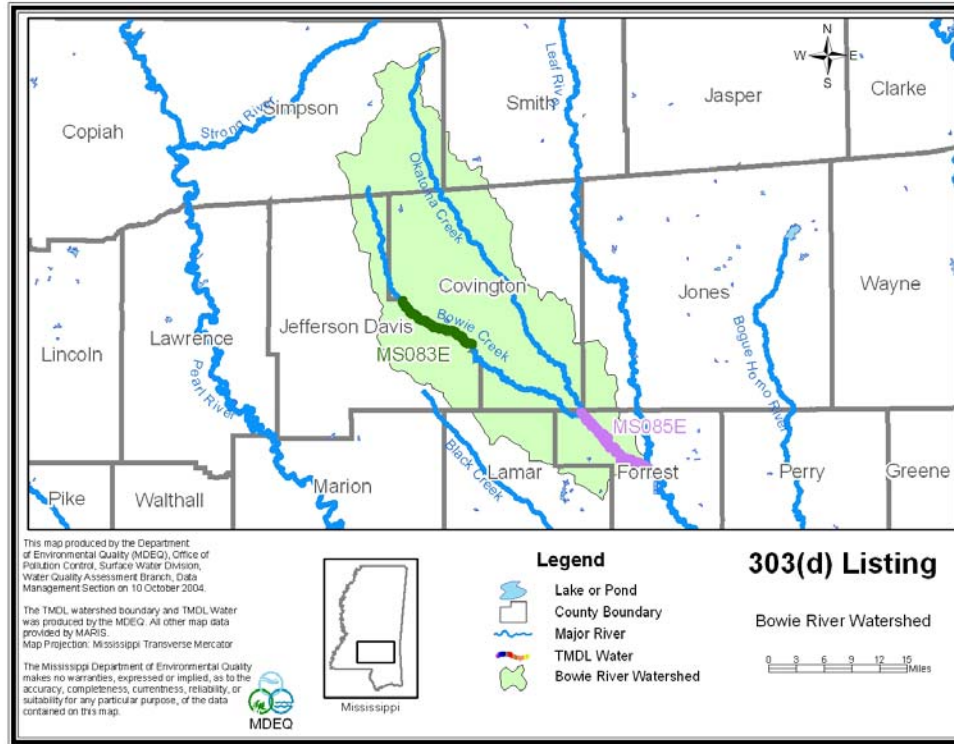 N
W E
S
Copiah
Simpson
Strong River
Smith
Leaf River
Jasper
Clarke
Okatoma Creek
Covington
Jones
Wayne
Lincoln
Lawrence
Pearl River
Jefferson Davis
Bowie Creek
MS083E
Bogue Homo River
MS085E
Pike
Walthall
Marion
Black Creek
Lamar
Forrest
Perry
Greene
This map produced by the Department
of Environmental Quality (MDEQ), Office of
Pollution Control, Surface Water Division,
Water Quality Assessment Branch, Data
Management Section on 10 October 2004.
The TMDL watershed boundary and TMDL Water
was produced by the MDEQ. All other map data
provided by MARIS.
Map Projection: Mississippi Transverse Mercator
The Mississippi Department of Environmental Quality
makes no warranties, expressed or implied, as to the
accuracy, completeness, currentness, reliability, or
suitability for any particular purpose, of the data
contained on this map.
MDEQ
Mississippi
Legend
Lake or Pond
County Boundary
Major River
TMDL Water
Bowie River Watershed
303(d) Listing
Bowie River Watershed
0 3 6 9 12 15
Miles